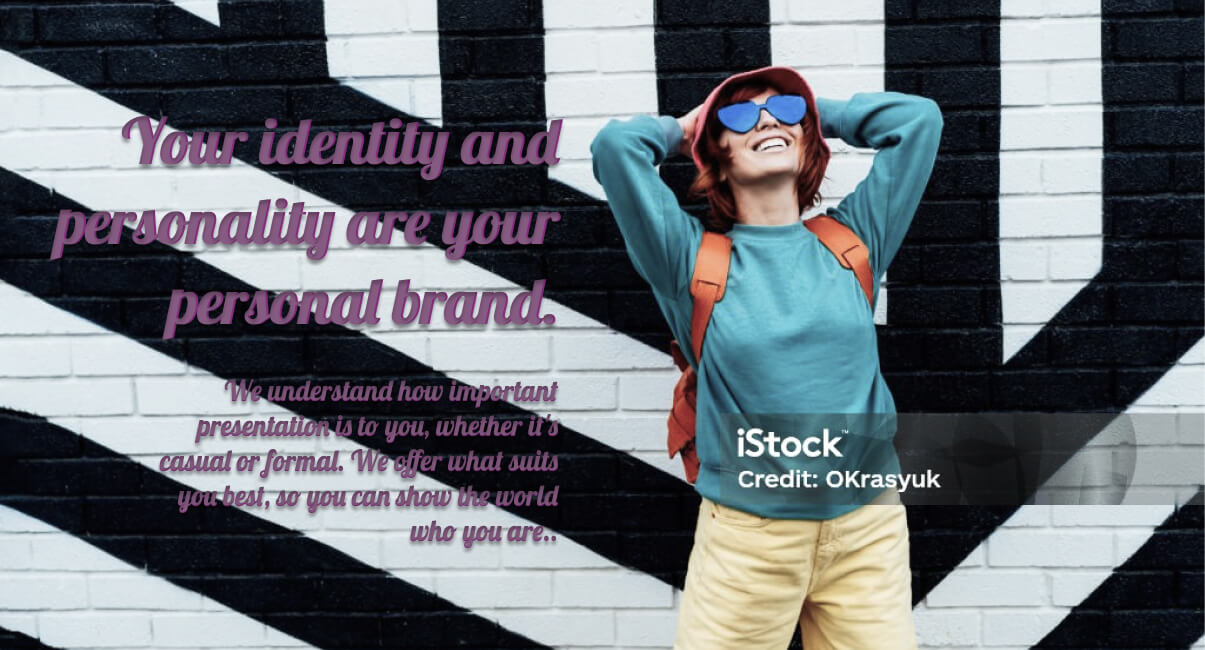 Your identity and
personality are your
personal brand.
We understand how important
presentation is to you, whether it's
casual or formal. We offer what suits
you best, so you can show the world
who you are..
iStock™
Credit: OKrasyuk